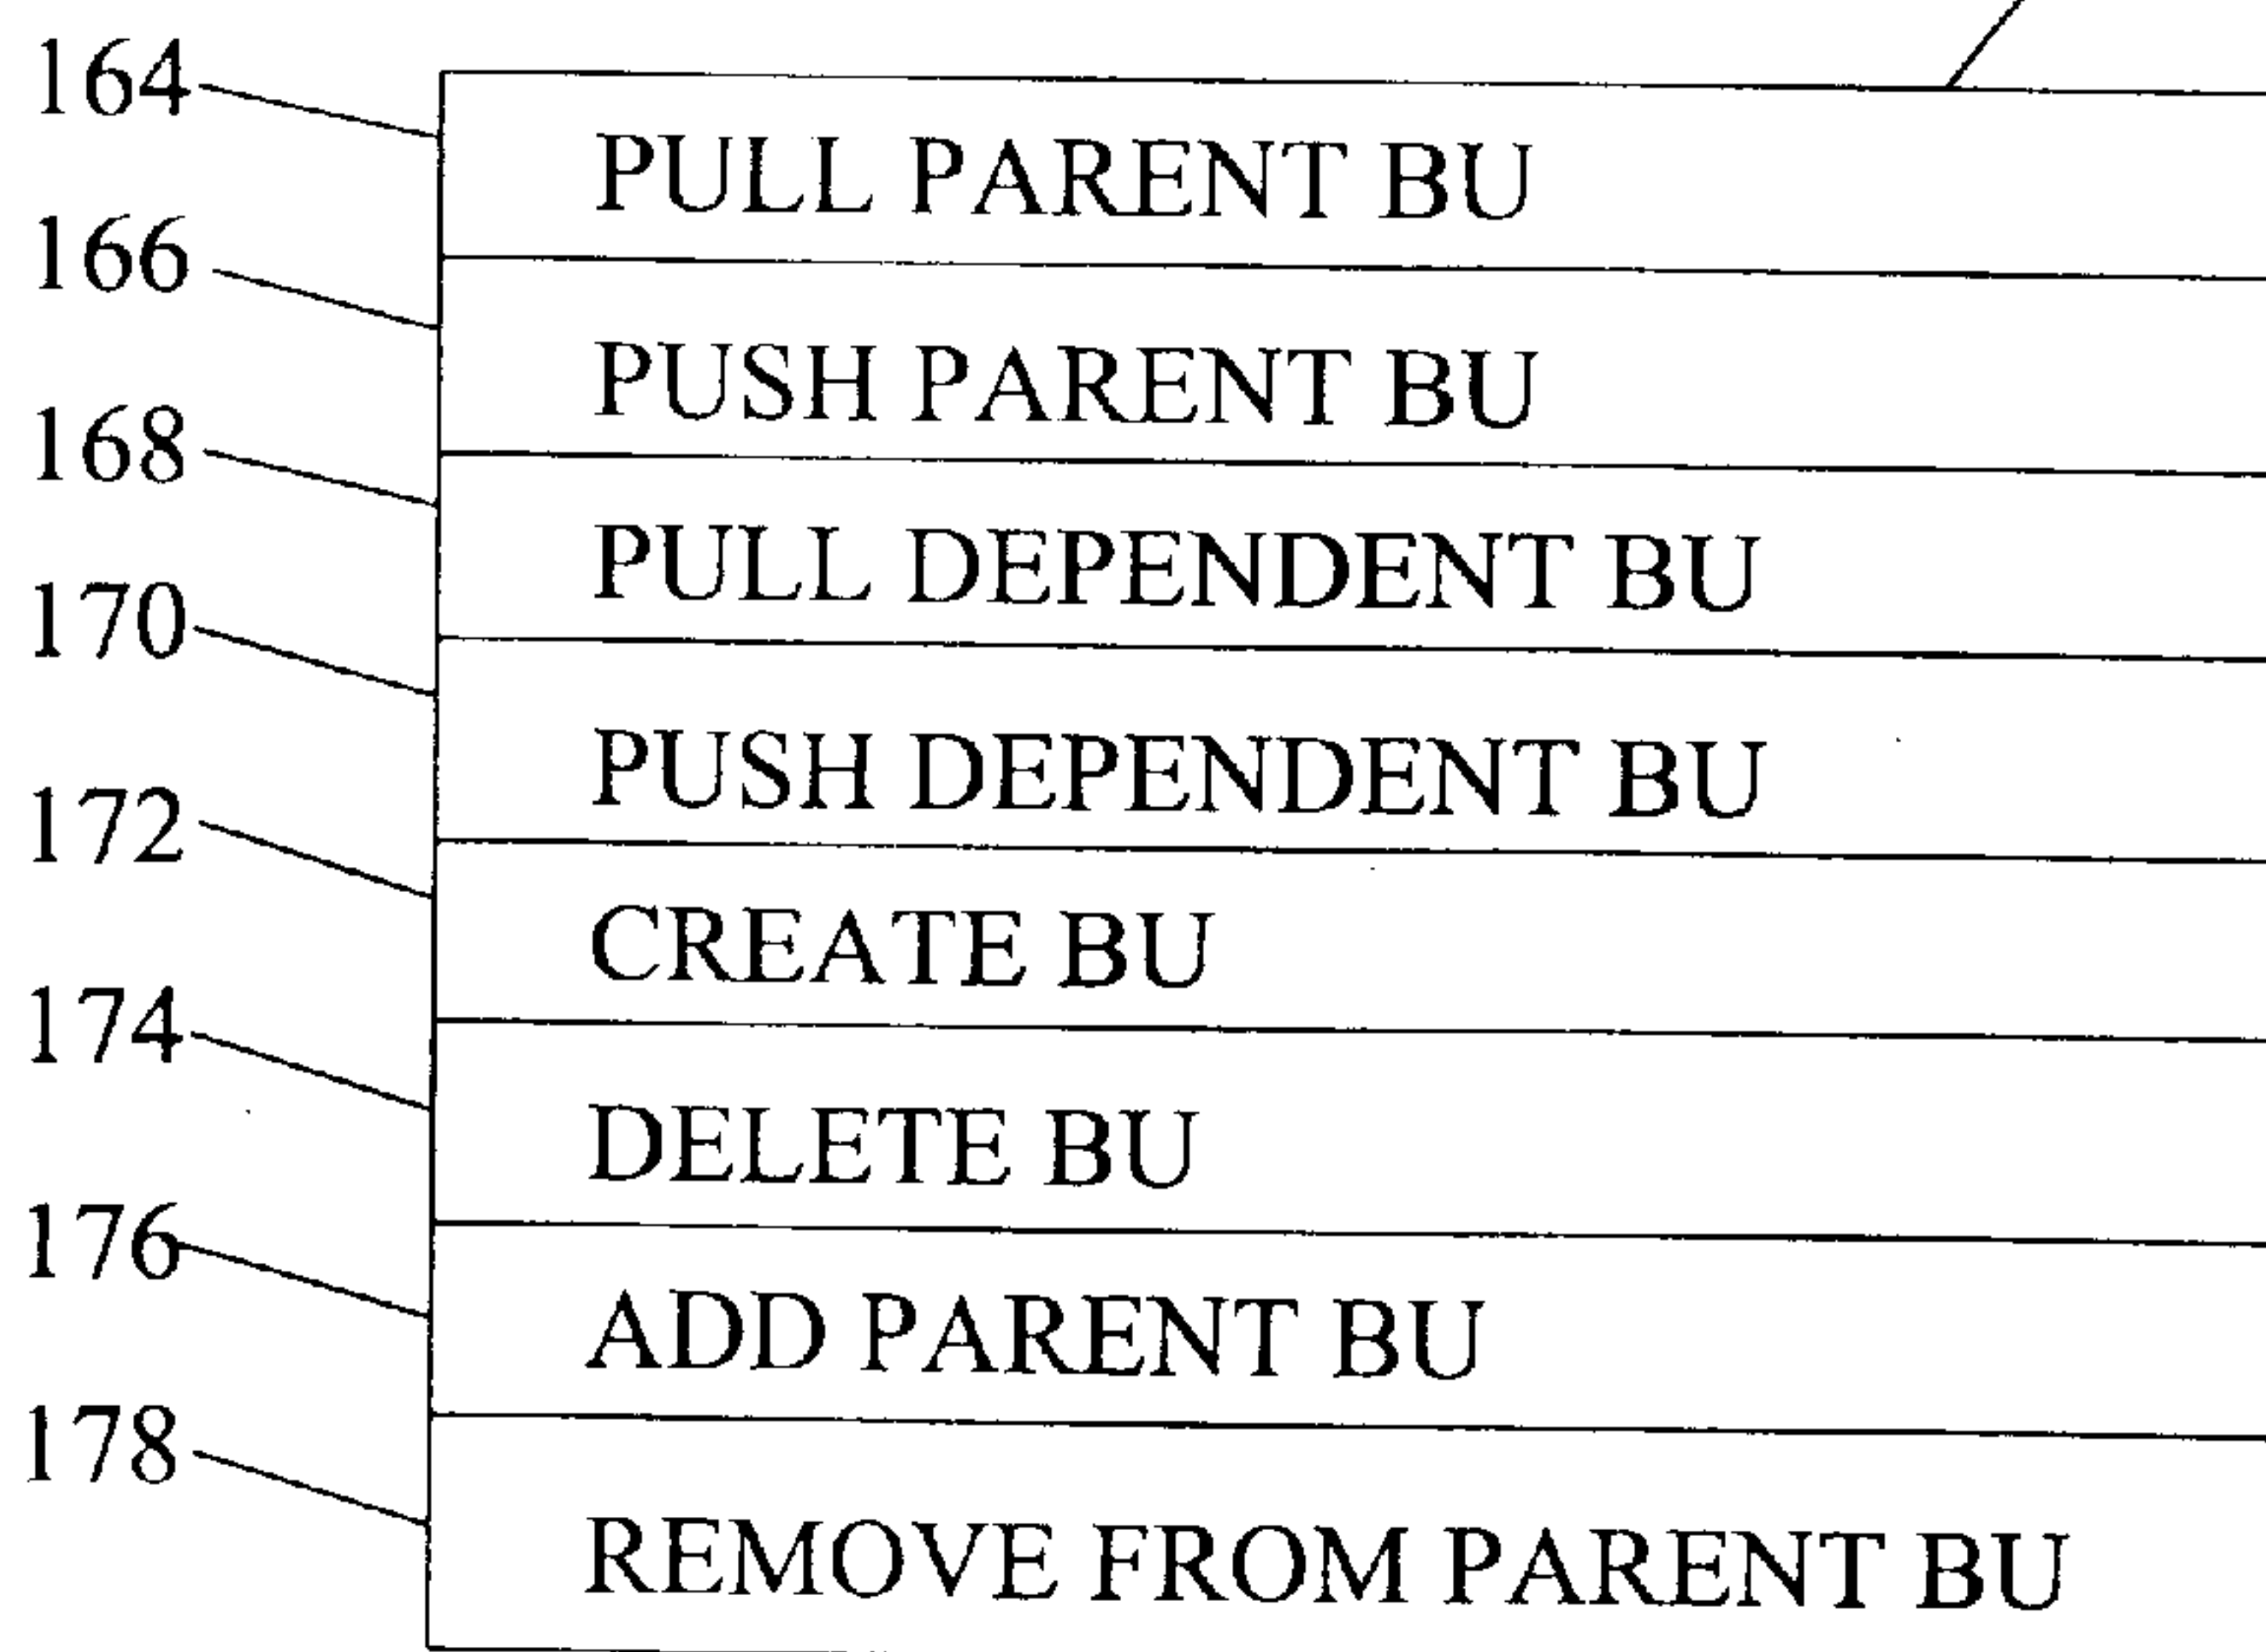 164 PULL PARENT BU
166 PUSH PARENT BU
168 PULL DEPENDENT BU
170 PUSH DEPENDENT BU
172 CREATE BU
174 DELETE BU
176 ADD PARENT BU
178 REMOVE FROM PARENT BU